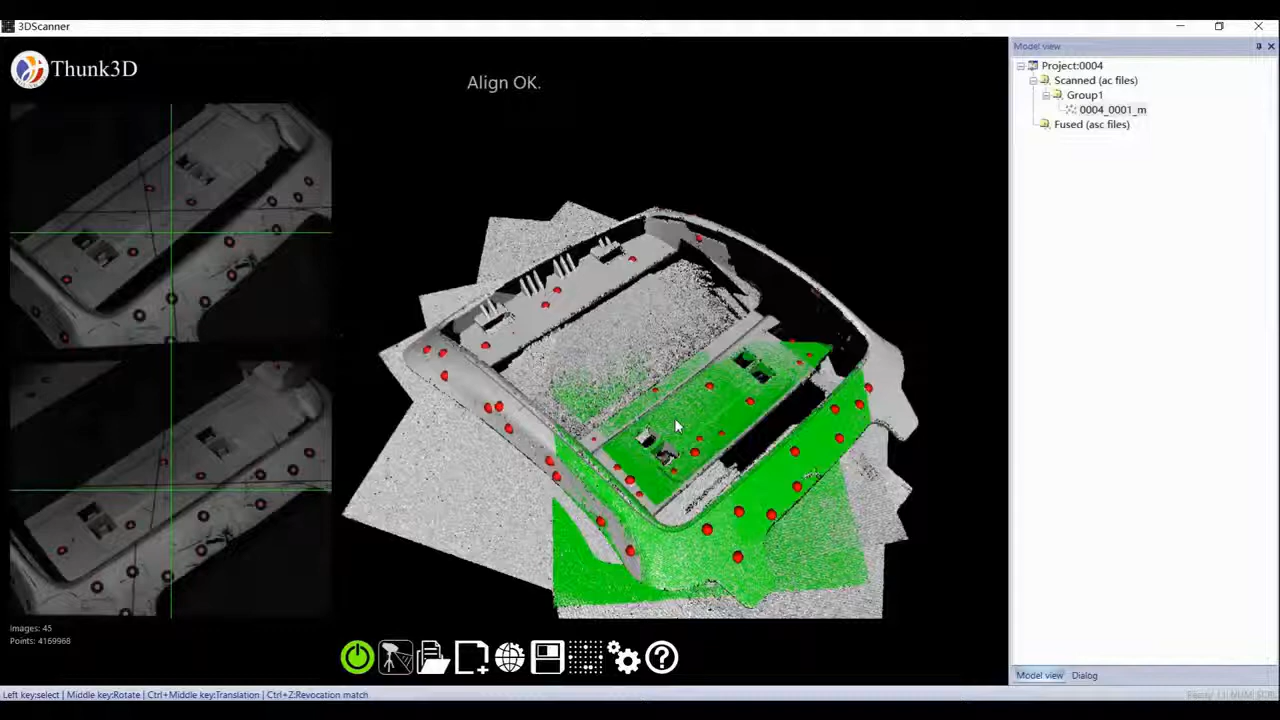 3DScanner
Thunk3D
Align OK.
Model view
Project:0004
Scanned (ac files)
Group1
0004_0001_m
Fused (asc files)
Images: 45
Points: 4169968
Model view
Dialog
Left key:select | Middle key:Rotate | Ctrl+Middle key:Translation | Ctrl+Z:Revocation match